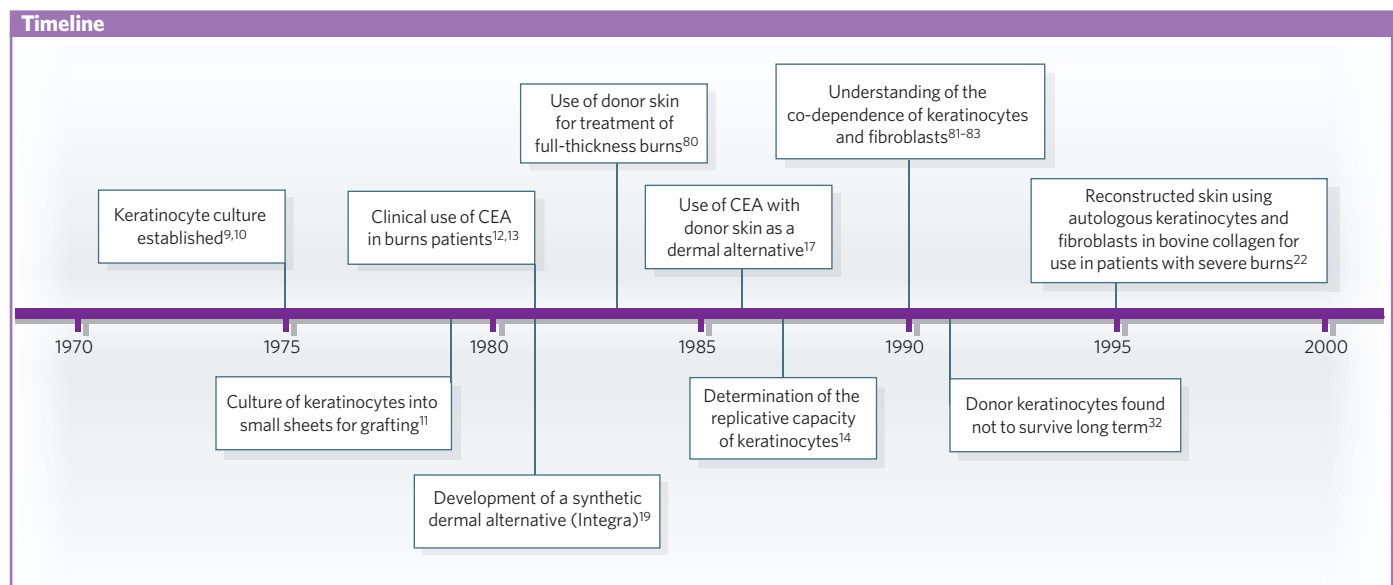 Timeline
Use of donor skin
for treatment of
full-thickness burns80
Understanding of the
co-dependence of keratinocytes
and fibroblasts81–83
Keratinocyte culture
established9,10
Clinical use of CEA
in burns patients12,13
Use of CEA with
donor skin as a
dermal alternative17
Reconstructed skin using
autologous keratinocytes and
fibroblasts in bovine collagen for
use in patients with severe burns22
1970
1975
1980
1985
1990
1995
2000
Culture of keratinocytes into
small sheets for grafting11
Determination of the
replicative capacity
of keratinocytes14
Donor keratinocytes found
not to survive long term32
Development of a synthetic
dermal alternative (Integra)19